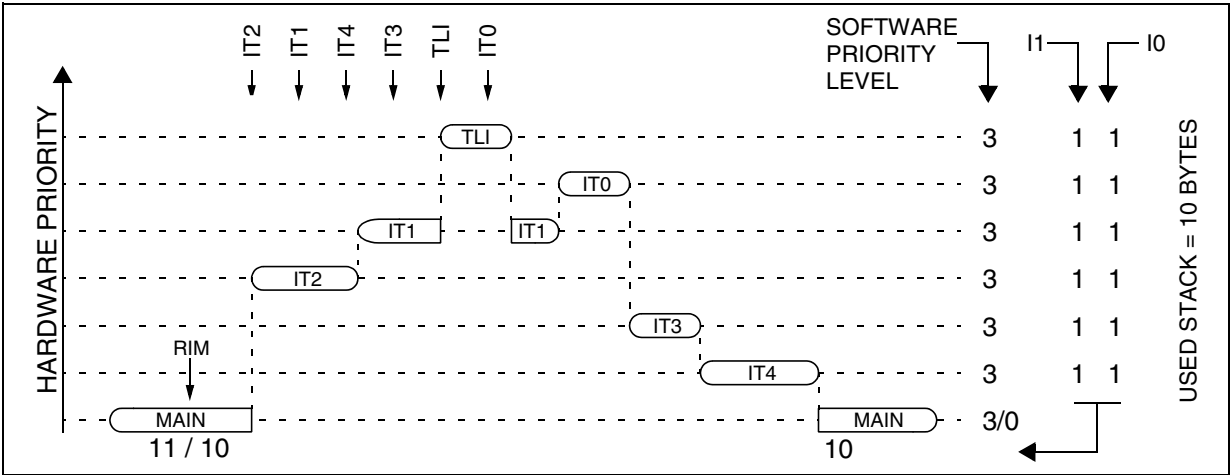 IT2 IT1 IT4 IT3 TLI IT0
SOFTWARE
PRIORITY
LEVEL
I1 I0
HARDWARE PRIORITY
USED STACK = 10 BYTES
TLI 3 1 1
IT0 3 1 1
IT1 IT1 3 1 1
IT2 3 1 1
IT3 3 1 1
RIM
IT4 3 1 1
MAIN MAIN 3/0
11 / 10 10